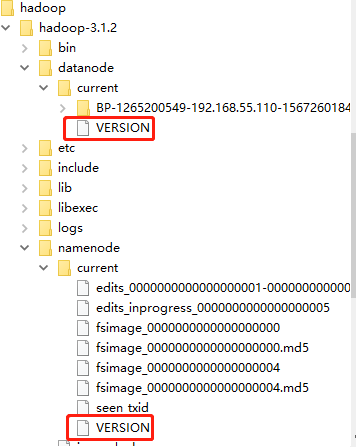 hadoop
hadoop-3.1.2
bin
datanode
current
BP-1265200549-192.168.55.110-1567260184
VERSION
etc
include
lib
libexec
logs
namenode
current
edits_0000000000000000001-000000000000
edits_inprogress_0000000000000000005
fsimage_0000000000000000000
fsimage_0000000000000000000.md5
fsimage_0000000000000000004
fsimage_0000000000000000004.md5
seen_txid
VERSION